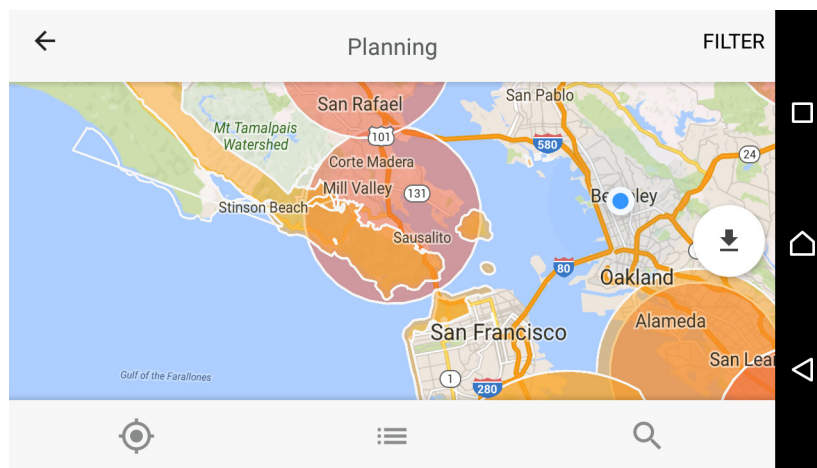 Planning
FILTER
San Rafael
San Pablo
Mt Tamalpais
Watershed
101
580
24
Corte Madera
Mill Valley
131
Stinson Beach
Sausalito
80
Oakland
Alameda
San Francisco
San Lea
Gulf of the Farallones
1
280